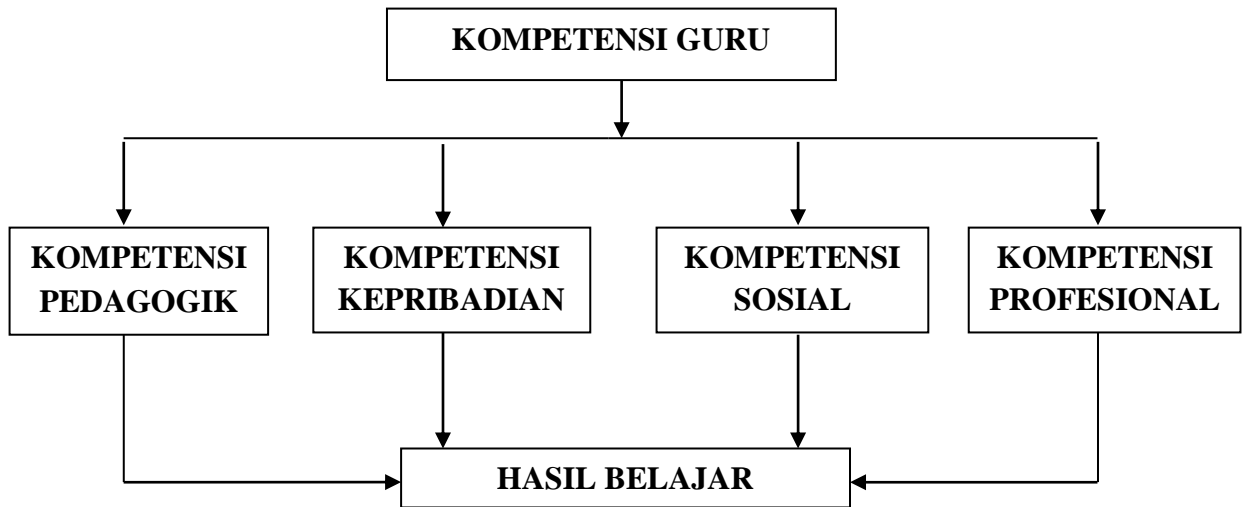 KOMPETENSI GURU
KOMPETENSI
PEDAGOGIK
KOMPETENSI
KEPRIBADIAN
KOMPETENSI
SOSIAL
KOMPETENSI
PROFESIONAL
HASIL BELAJAR